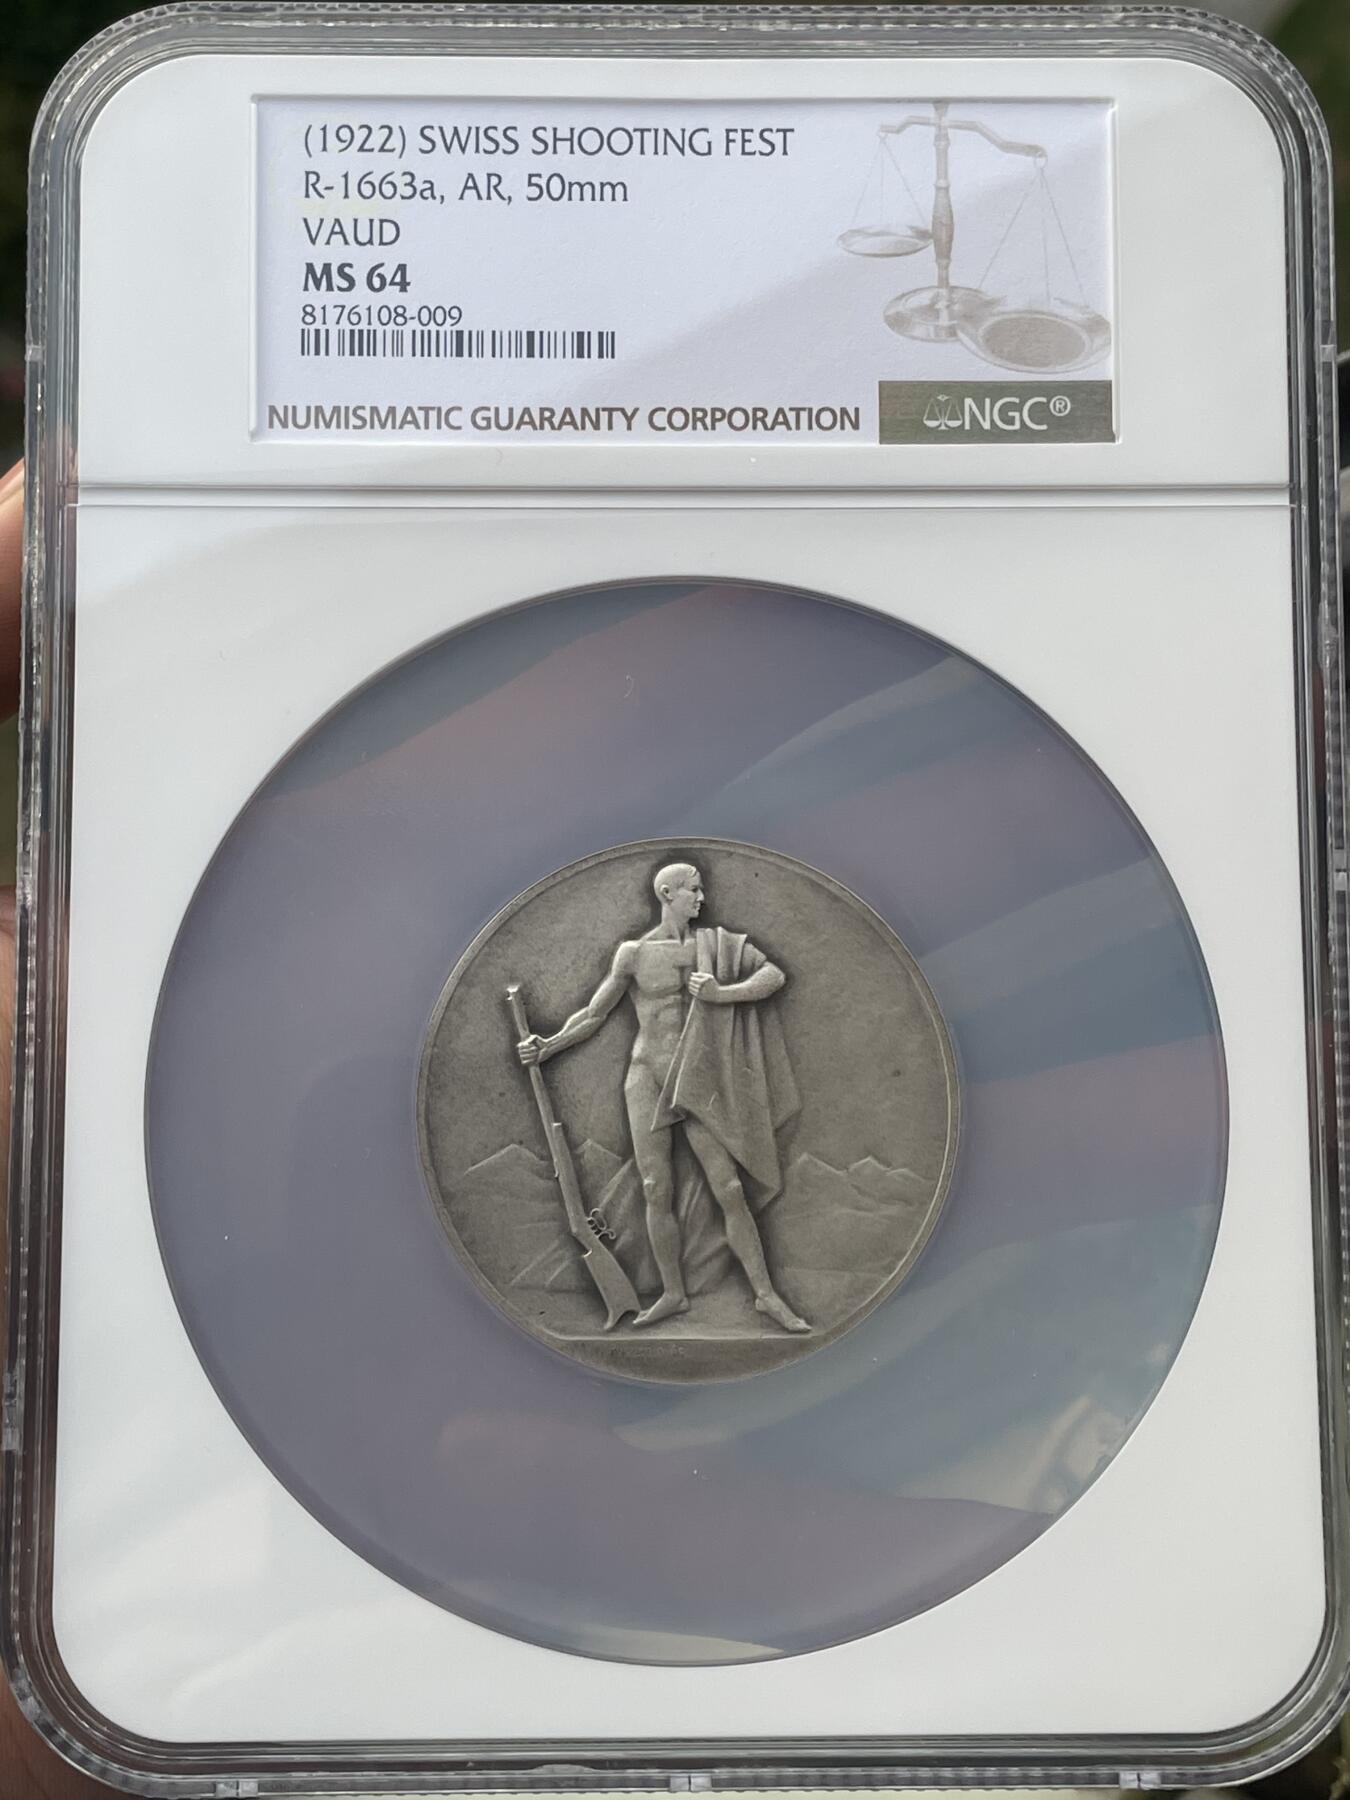 (1922) SWISS SHOOTING FEST
R-1663a, AR, 50mm
VAUD
MS 64
8176108-009
NUMISMATIC GUARANTY CORPORATION
NGC®